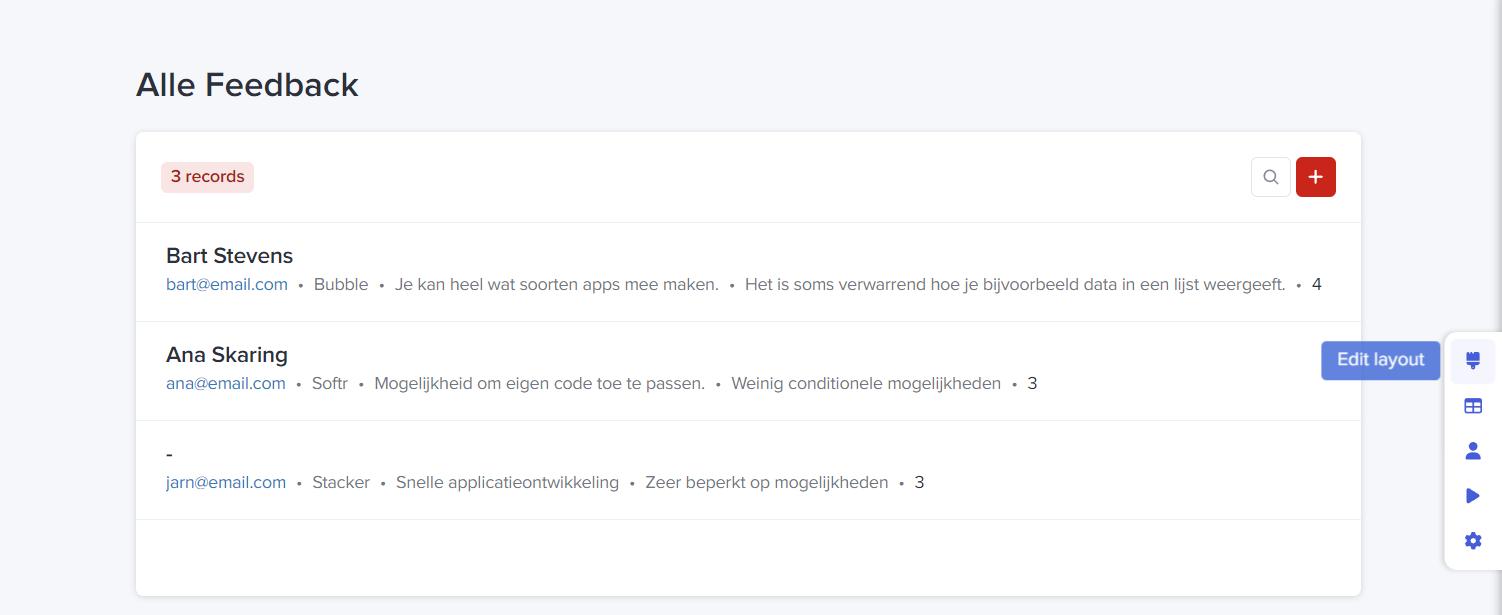 Alle Feedback
3 records
Bart Stevens
bart@email.com • Bubble • Je kan heel wat soorten apps mee maken. • Het is soms verwarrend hoe je bijvoorbeeld data in een lijst weergeeft. • 4
Ana Skaring
ana@email.com • Softr • Mogelijkheid om eigen code toe te passen. • Weinig conditionele mogelijkheden • 3
Edit layout
-
jarn@email.com • Stacker • Snelle applicatieontwikkeling • Zeer beperkt op mogelijkheden • 3